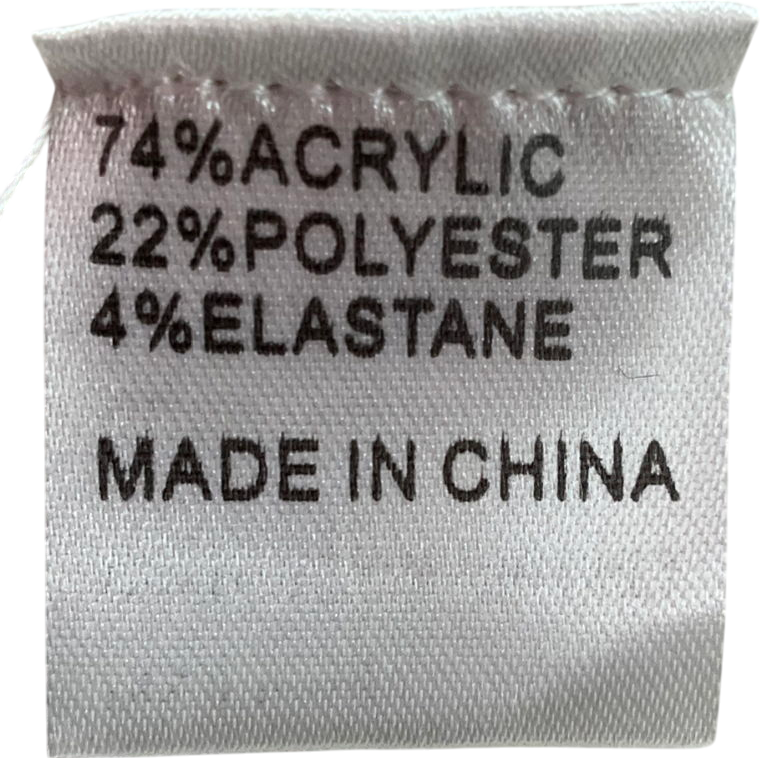 74%ACRYLIC
22%POLYESTER
4%ELASTANE
MADE IN CHINA